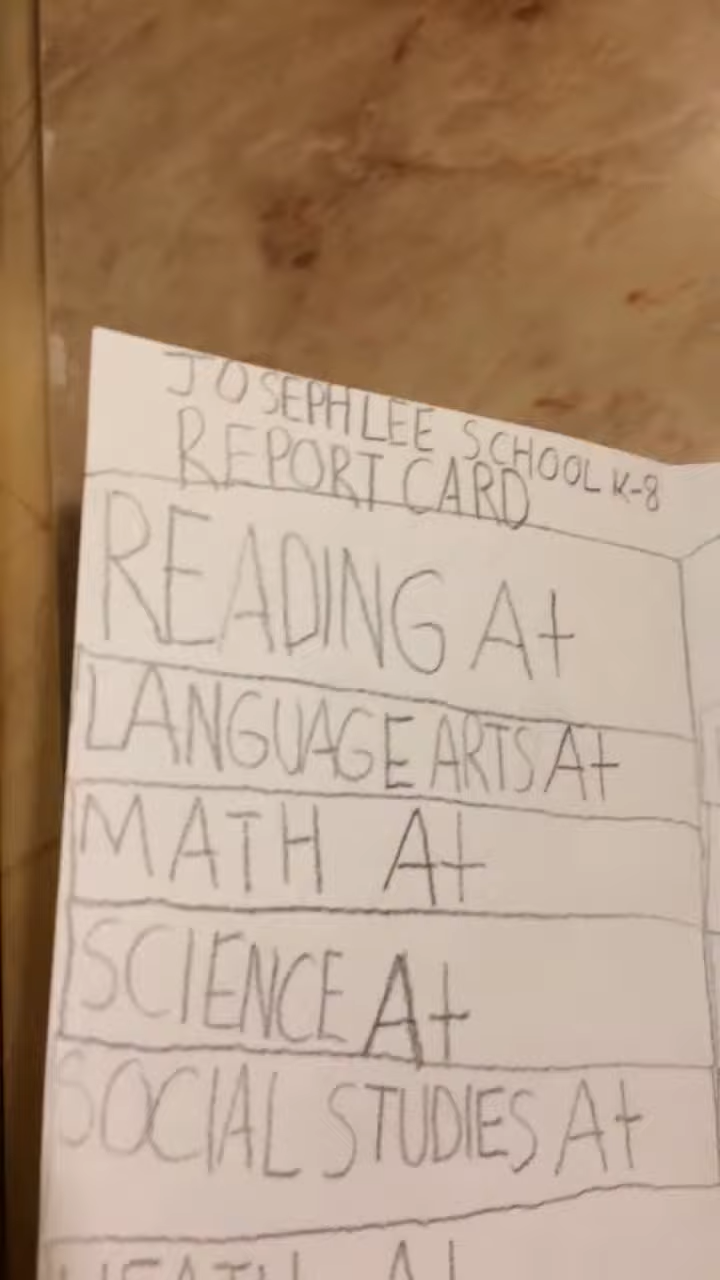 JOSEPH LEE SCHOOL K-8
REPORT CARD
READING A+
LANGUAGE ARTS A+
MATH A+
SCIENCE A+
SOCIAL STUDIES A+
A+